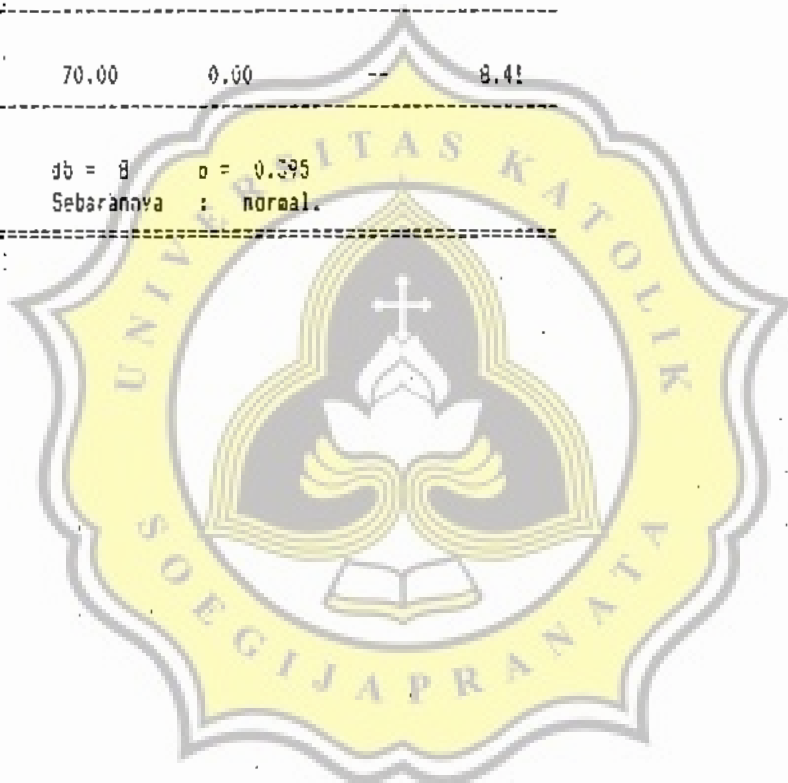 70.00 0.00 -- 8.41
db = 8 p = 0.395
Sebarannya : normal.
UNIVERSITAS KATOLIK
SOEGIJAPRANATA